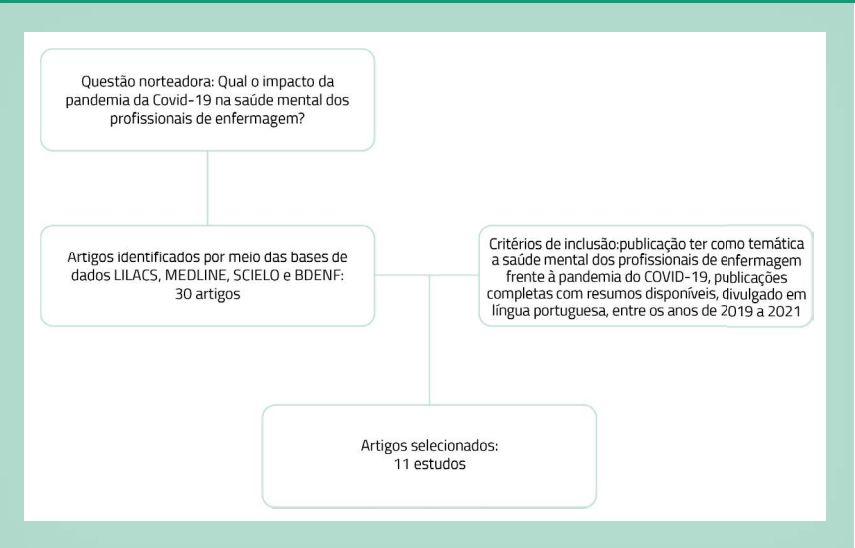 Questão norteadora: Qual o impacto da
pandemia da Covid-19 na saúde mental dos
profissionais de enfermagem?
Artigos identificados por meio das bases de
dados LILACS, MEDLINE, SCIELO e BDENF:
30 artigos
Critérios de inclusão:publicação ter como temática
a saúde mental dos profissionais de enfermagem
frente à pandemia do COVID-19, publicações
completas com resumos disponíveis, divulgado em
língua portuguesa, entre os anos de 2019 a 2021
Artigos selecionados:
11 estudos